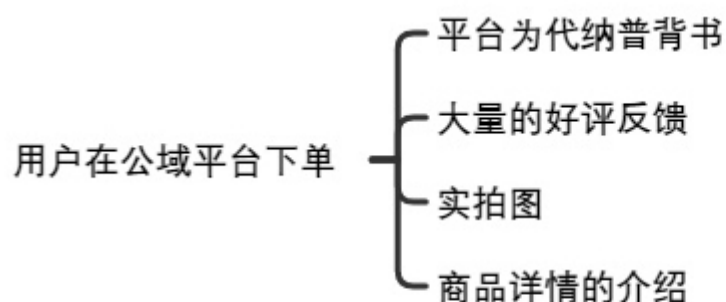 平台为代纳普背书
大量的好评反馈
用户在公域平台下单
实拍图
商品详情的介绍